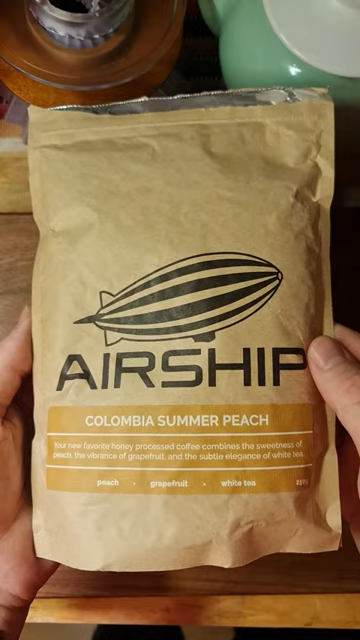 AIRSHIP
COLOMBIA SUMMER PEACH
Your new favorite honey processed coffee combines the sweetness of
peach, the vibrance of grapefruit, and the subtle elegance of white tea.
peach • grapefruit • white tea